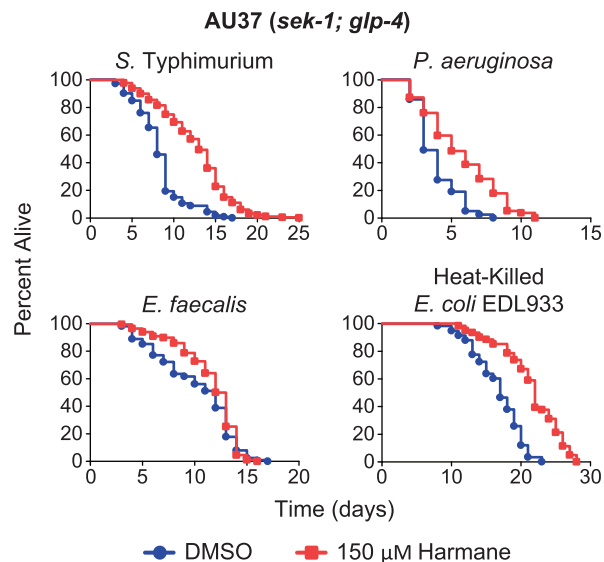 AU37 (sek-1; glp-4)
S. Typhimurium
P. aeruginosa
100
80
60
40
20
0
0 5 10 15 20 25
100
80
60
40
20
0
0 5 10 15
Percent Alive
E. faecalis
Heat-Killed
E. coli EDL933
100
80
60
40
20
0
0 5 10 15 20
100
80
60
40
20
0
0 10 20 30
Time (days)
DMSO
150 μM Harmane